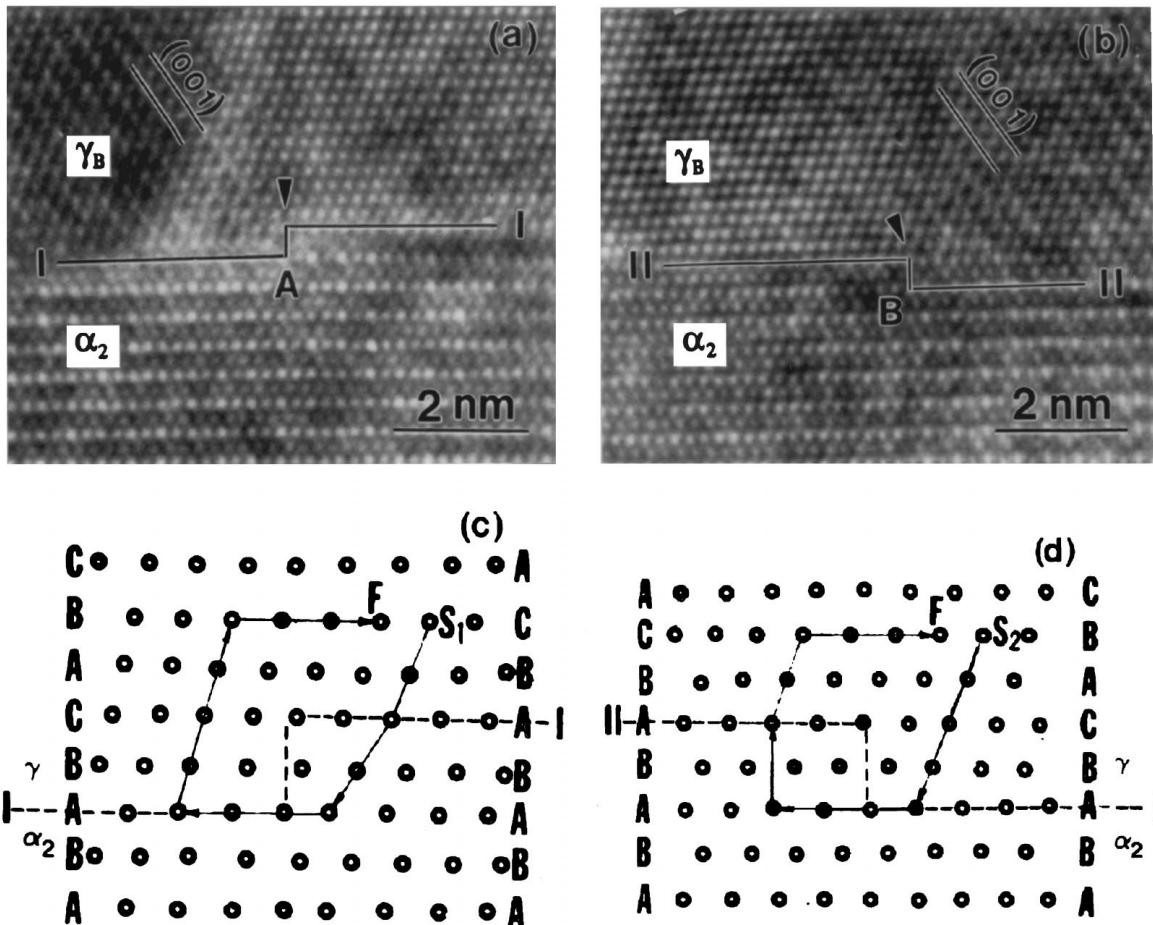 (a)
(001)
γB
I
I
A
α2
2 nm
(b)
(001)
γB
II
II
B
α2
2 nm
(c)
C A
B F S1 C
A B
C A I
B B
γ
I A A
α2
B B
A A
(d)
A C
C F S2 B
B A
II A C
B B γ
A A I
B B α2
A A